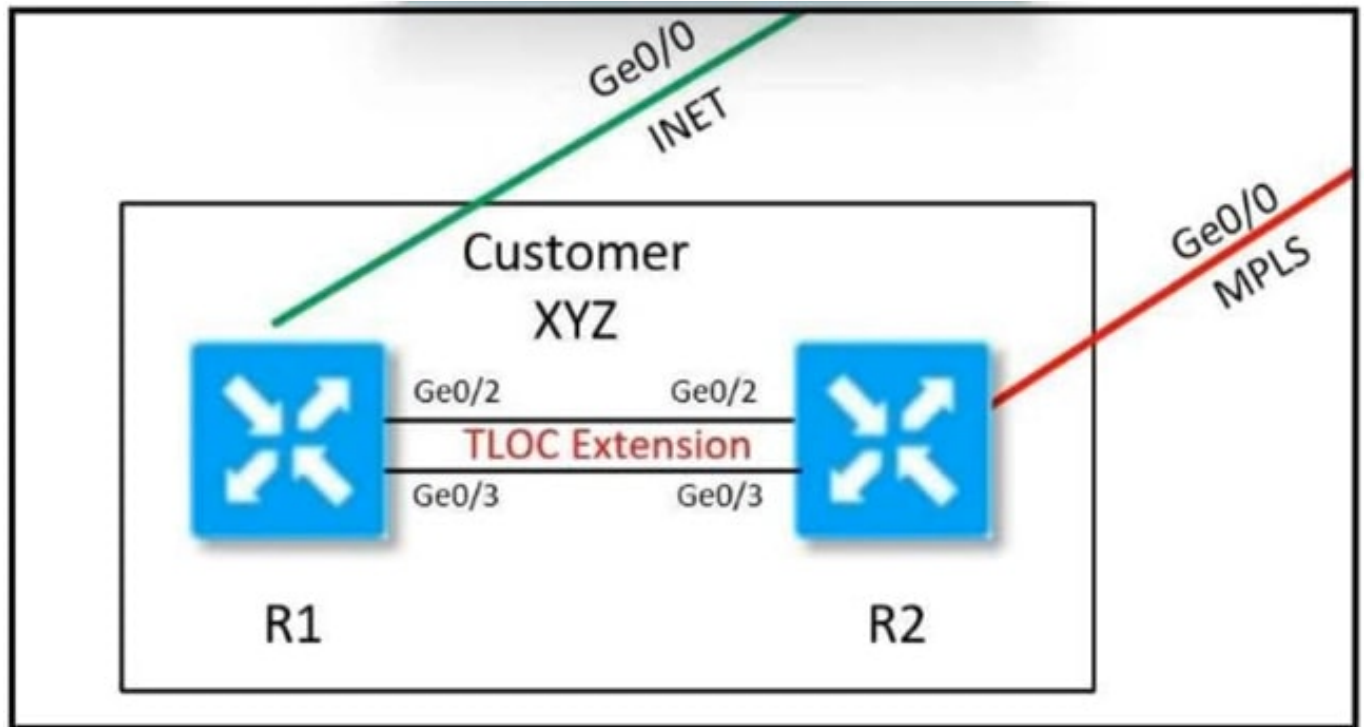 Ge0/0
INET
Ge0/0
MPLS
Customer
XYZ
Ge0/2
Ge0/2
TLOC Extension
Ge0/3
Ge0/3
R1
R2